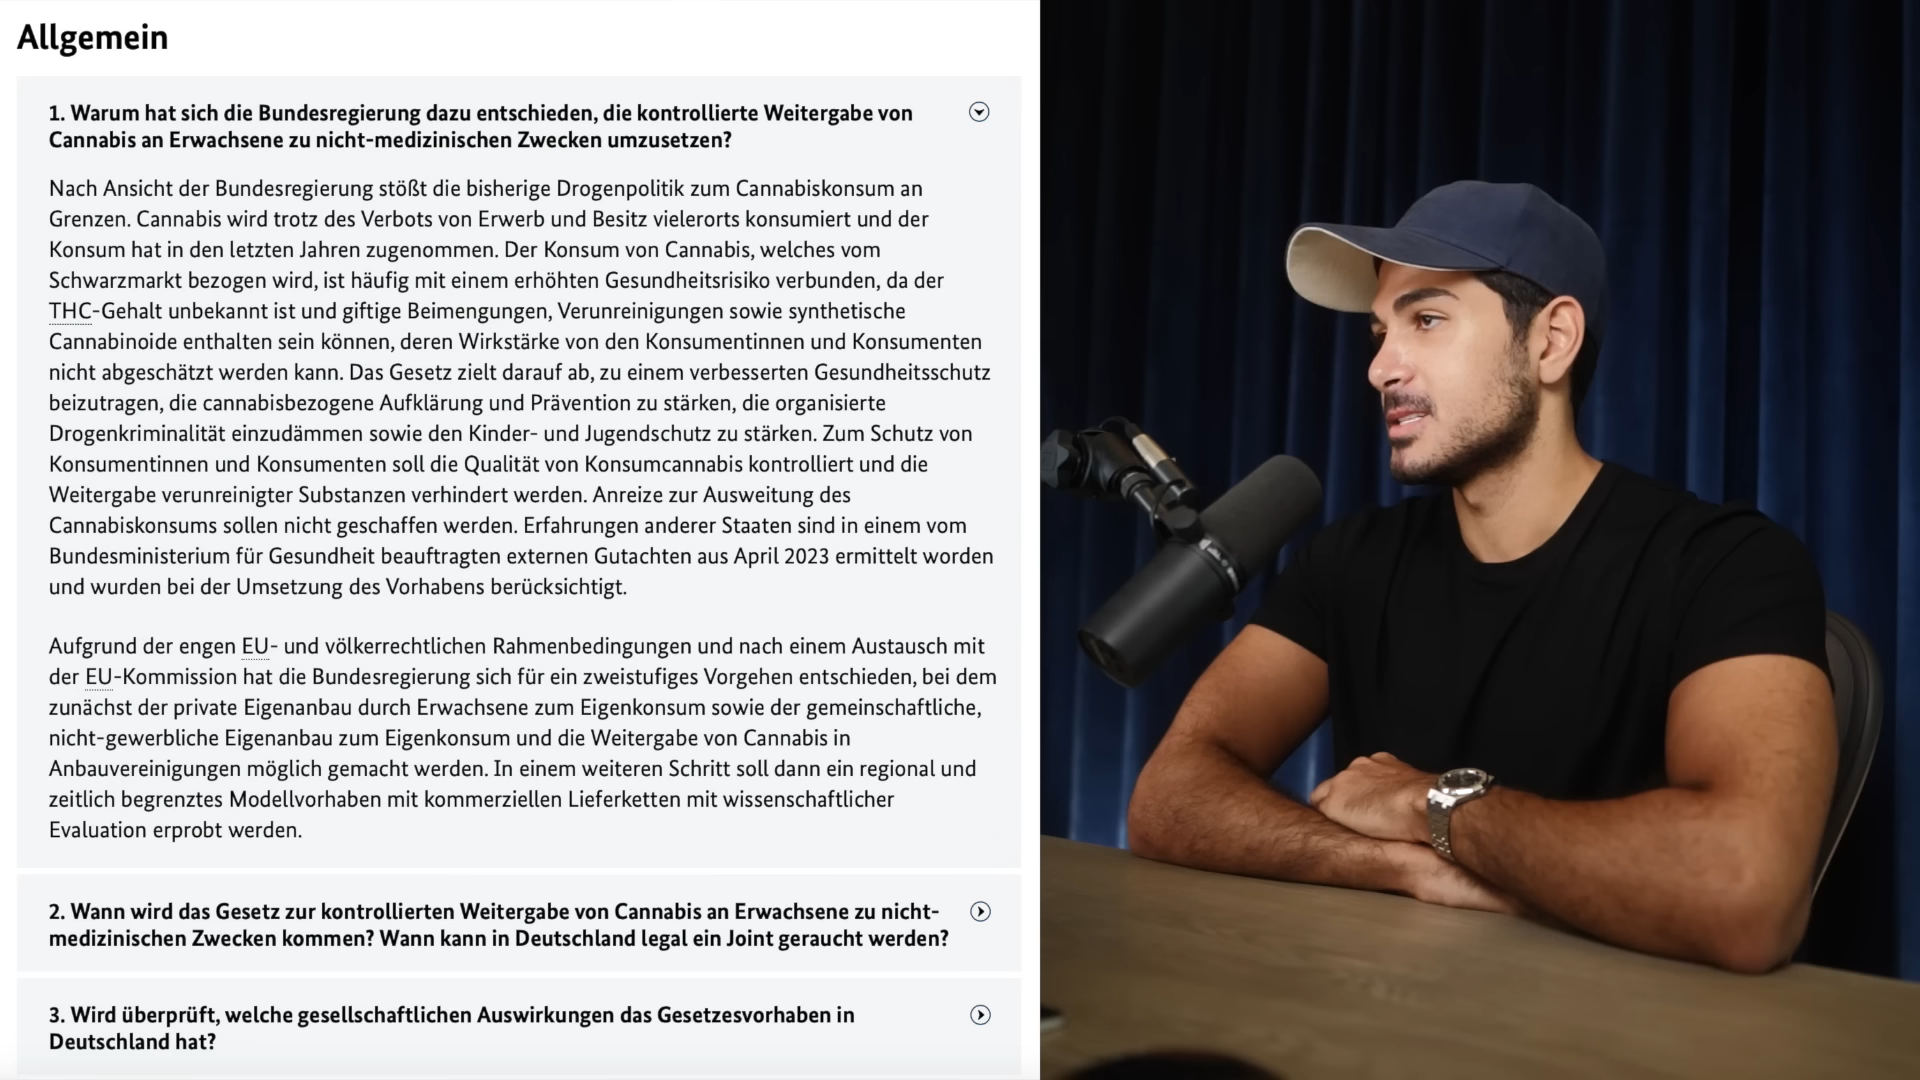 Allgemein
1. Warum hat sich die Bundesregierung dazu entschieden, die kontrollierte Weitergabe von
Cannabis an Erwachsene zu nicht-medizinischen Zwecken umzusetzen?
Nach Ansicht der Bundesregierung stößt die bisherige Drogenpolitik zum Cannabiskonsum an
Grenzen. Cannabis wird trotz des Verbots von Erwerb und Besitz vielerorts konsumiert und der
Konsum hat in den letzten Jahren zugenommen. Der Konsum von Cannabis, welches vom
Schwarzmarkt bezogen wird, ist häufig mit einem erhöhten Gesundheitsrisiko verbunden, da der
THC-Gehalt unbekannt ist und giftige Beimengungen, Verunreinigungen sowie synthetische
Cannabinoide enthalten sein können, deren Wirkstärke von den Konsumentinnen und Konsumenten
nicht abgeschätzt werden kann. Das Gesetz zielt darauf ab, zu einem verbesserten Gesundheitsschutz
beizutragen, die cannabisbezogene Aufklärung und Prävention zu stärken, die organisierte
Drogenkriminalität einzudämmen sowie den Kinder- und Jugendschutz zu stärken. Zum Schutz von
Konsumentinnen und Konsumenten soll die Qualität von Konsumcannabis kontrolliert und die
Weitergabe verunreinigter Substanzen verhindert werden. Anreize zur Ausweitung des
Cannabiskonsums sollen nicht geschaffen werden. Erfahrungen anderer Staaten sind in einem vom
Bundesministerium für Gesundheit beauftragten externen Gutachten aus April 2023 ermittelt worden
und wurden bei der Umsetzung des Vorhabens berücksichtigt.
Aufgrund der engen EU- und völkerrechtlichen Rahmenbedingungen und nach einem Austausch mit
der EU-Kommission hat die Bundesregierung sich für ein zweistufiges Vorgehen entschieden, bei dem
zunächst der private Eigenanbau durch Erwachsene zum Eigenkonsum sowie der gemeinschaftliche,
nicht-gewerbliche Eigenanbau zum Eigenkonsum und die Weitergabe von Cannabis in
Anbauvereinigungen möglich gemacht werden. In einem weiteren Schritt soll dann ein regional und
zeitlich begrenztes Modellvorhaben mit kommerziellen Lieferketten mit wissenschaftlicher
Evaluation erprobt werden.
2. Wann wird das Gesetz zur kontrollierten Weitergabe von Cannabis an Erwachsene zu nicht-
medizinischen Zwecken kommen? Wann kann in Deutschland legal ein Joint geraucht werden?
3. Wird überprüft, welche gesellschaftlichen Auswirkungen das Gesetzesvorhaben in
Deutschland hat?